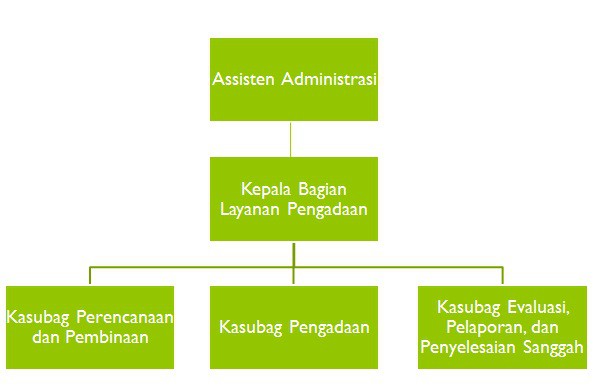 Assisten Administrasi
Kepala Bagian
Layanan Pengadaan
Kasubag Perencanaan
dan Pembinaan
Kasubag Pengadaan
Kasubag Evaluasi,
Pelaporan, dan
Penyelesaian Sanggah